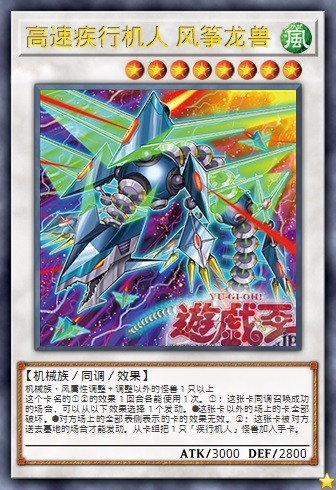 高速疾行机人 风筝龙兽
風
YU-GI-OH!
遊戯王
【机械族/同调/效果】
机械族·风属性调整+调整以外的怪兽1只以上
这个卡名的①②的效果1回合各能使用1次。①：这张卡同调召唤成功
的场合，可以从以下效果选择1个发动。●这张卡以外的场上的卡全部
破坏。●对方场上的全部表侧表示的卡的效果无效。②：这张卡被对方
送去墓地的场合才能发动。从卡组把1只「疾行机人」怪兽加入手卡。
ATK/3000 DEF/2800